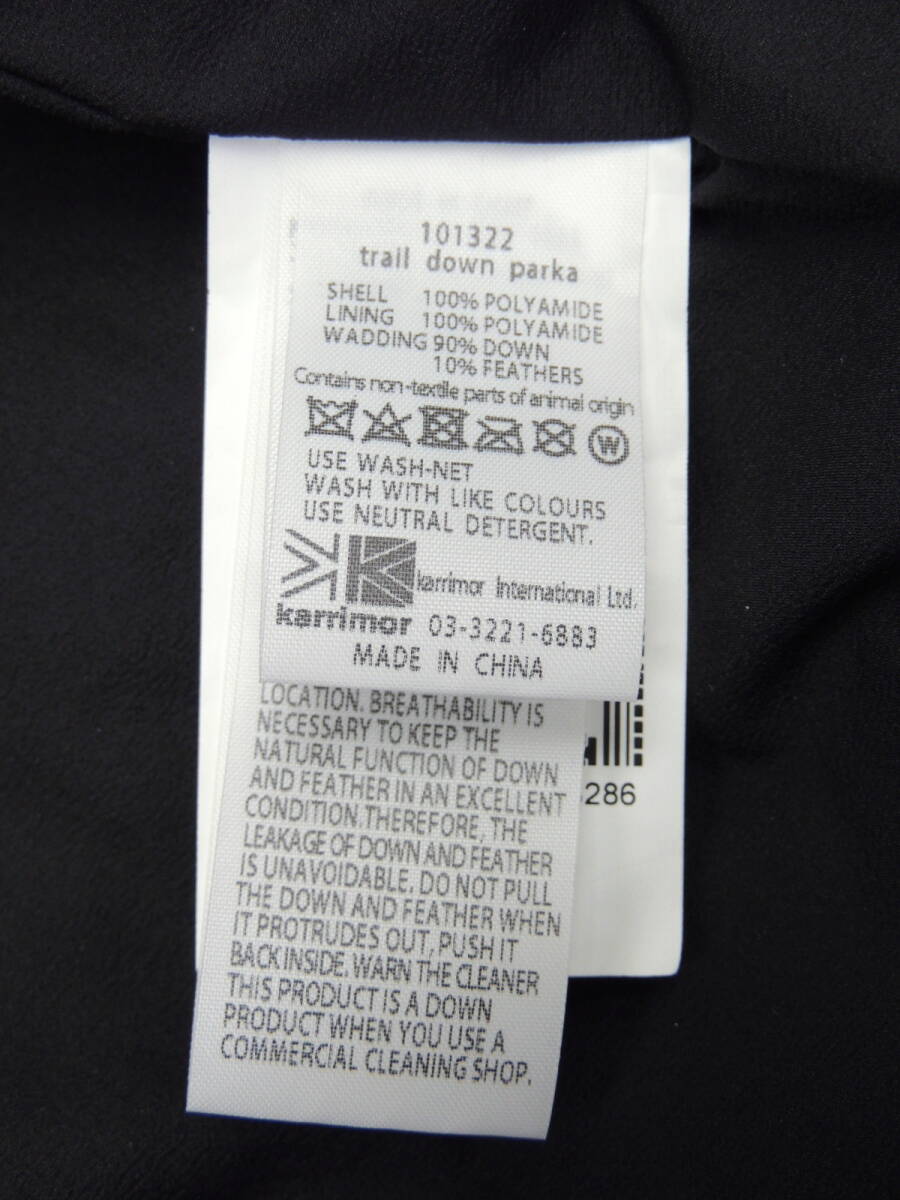 101322
trail down parka
SHELL 100% POLYAMIDE
LINING 100% POLYAMIDE
WADDING 90% DOWN
10% FEATHERS
Contains non-textile parts of animal origin
W
USE WASH-NET
WASH WITH LIKE COLOURS
USE NEUTRAL DETERGENT.
karrimor International Ltd.
karrimor 03-3221-6883
MADE IN CHINA
LOCATION. BREATHABILITY IS
NECESSARY TO KEEP THE
NATURAL FUNCTION OF DOWN
AND FEATHER IN AN EXCELLENT
CONDITION.THEREFORE, THE
LEAKAGE OF DOWN AND FEATHER
IS UNAVOIDABLE. DO NOT PULL
THE DOWN AND FEATHER WHEN
IT PROTRUDES OUT, PUSH IT
BACK INSIDE. WARN THE CLEANER
THIS PRODUCT IS A DOWN
PRODUCT WHEN YOU USE A
COMMERCIAL CLEANING SHOP.
286